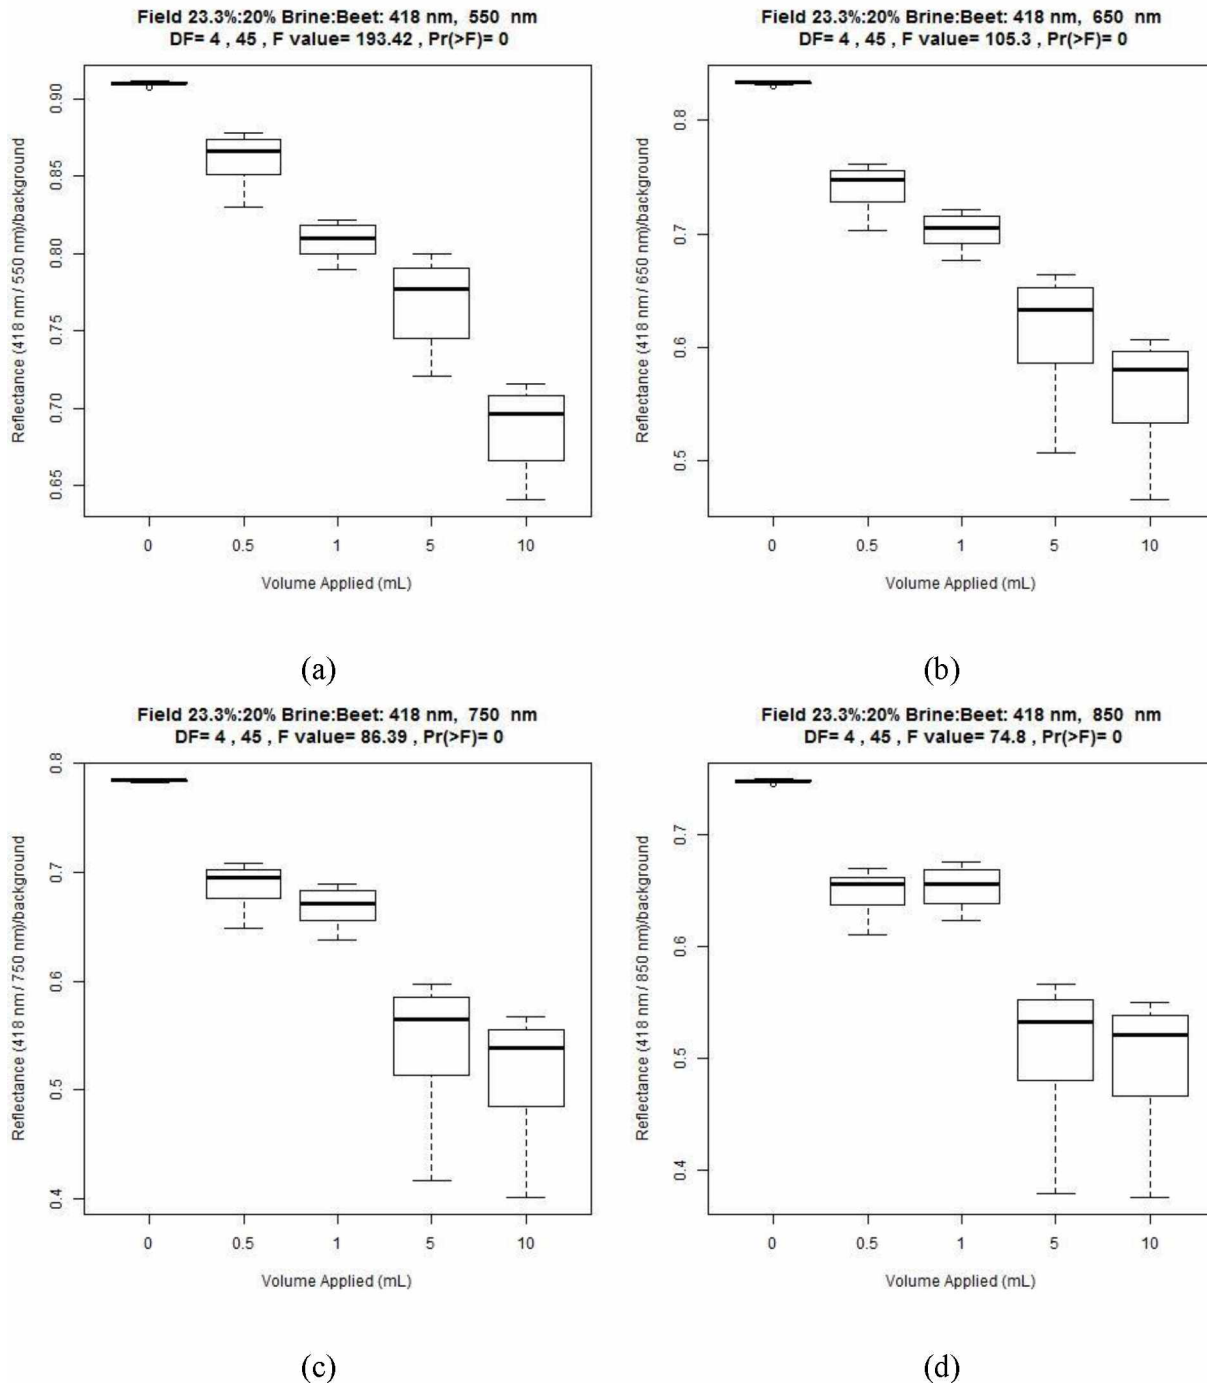 Field 23.3%:20% Brine:Beet: 418 nm,  550  nm
DF= 4 , 45 , F value= 193.42 , Pr(>F)= 0
Reflectance (418 nm / 550 nm)/background
0.90
0.85
0.80
0.75
0.70
0.65
0 0.5 1 5 10
Volume Applied (mL)
(a)
Field 23.3%:20% Brine:Beet: 418 nm,  650  nm
DF= 4 , 45 , F value= 105.3 , Pr(>F)= 0
Reflectance (418 nm / 650 nm)/background
0.8
0.7
0.6
0.5
0 0.5 1 5 10
Volume Applied (mL)
(b)
Field 23.3%:20% Brine:Beet: 418 nm,  750  nm
DF= 4 , 45 , F value= 86.39 , Pr(>F)= 0
Reflectance (418 nm / 750 nm)/background
0.8
0.7
0.6
0.5
0.4
0 0.5 1 5 10
Volume Applied (mL)
(c)
Field 23.3%:20% Brine:Beet: 418 nm,  850  nm
DF= 4 , 45 , F value= 74.8 , Pr(>F)= 0
Reflectance (418 nm / 850 nm)/background
0.7
0.6
0.5
0.4
0 0.5 1 5 10
Volume Applied (mL)
(d)